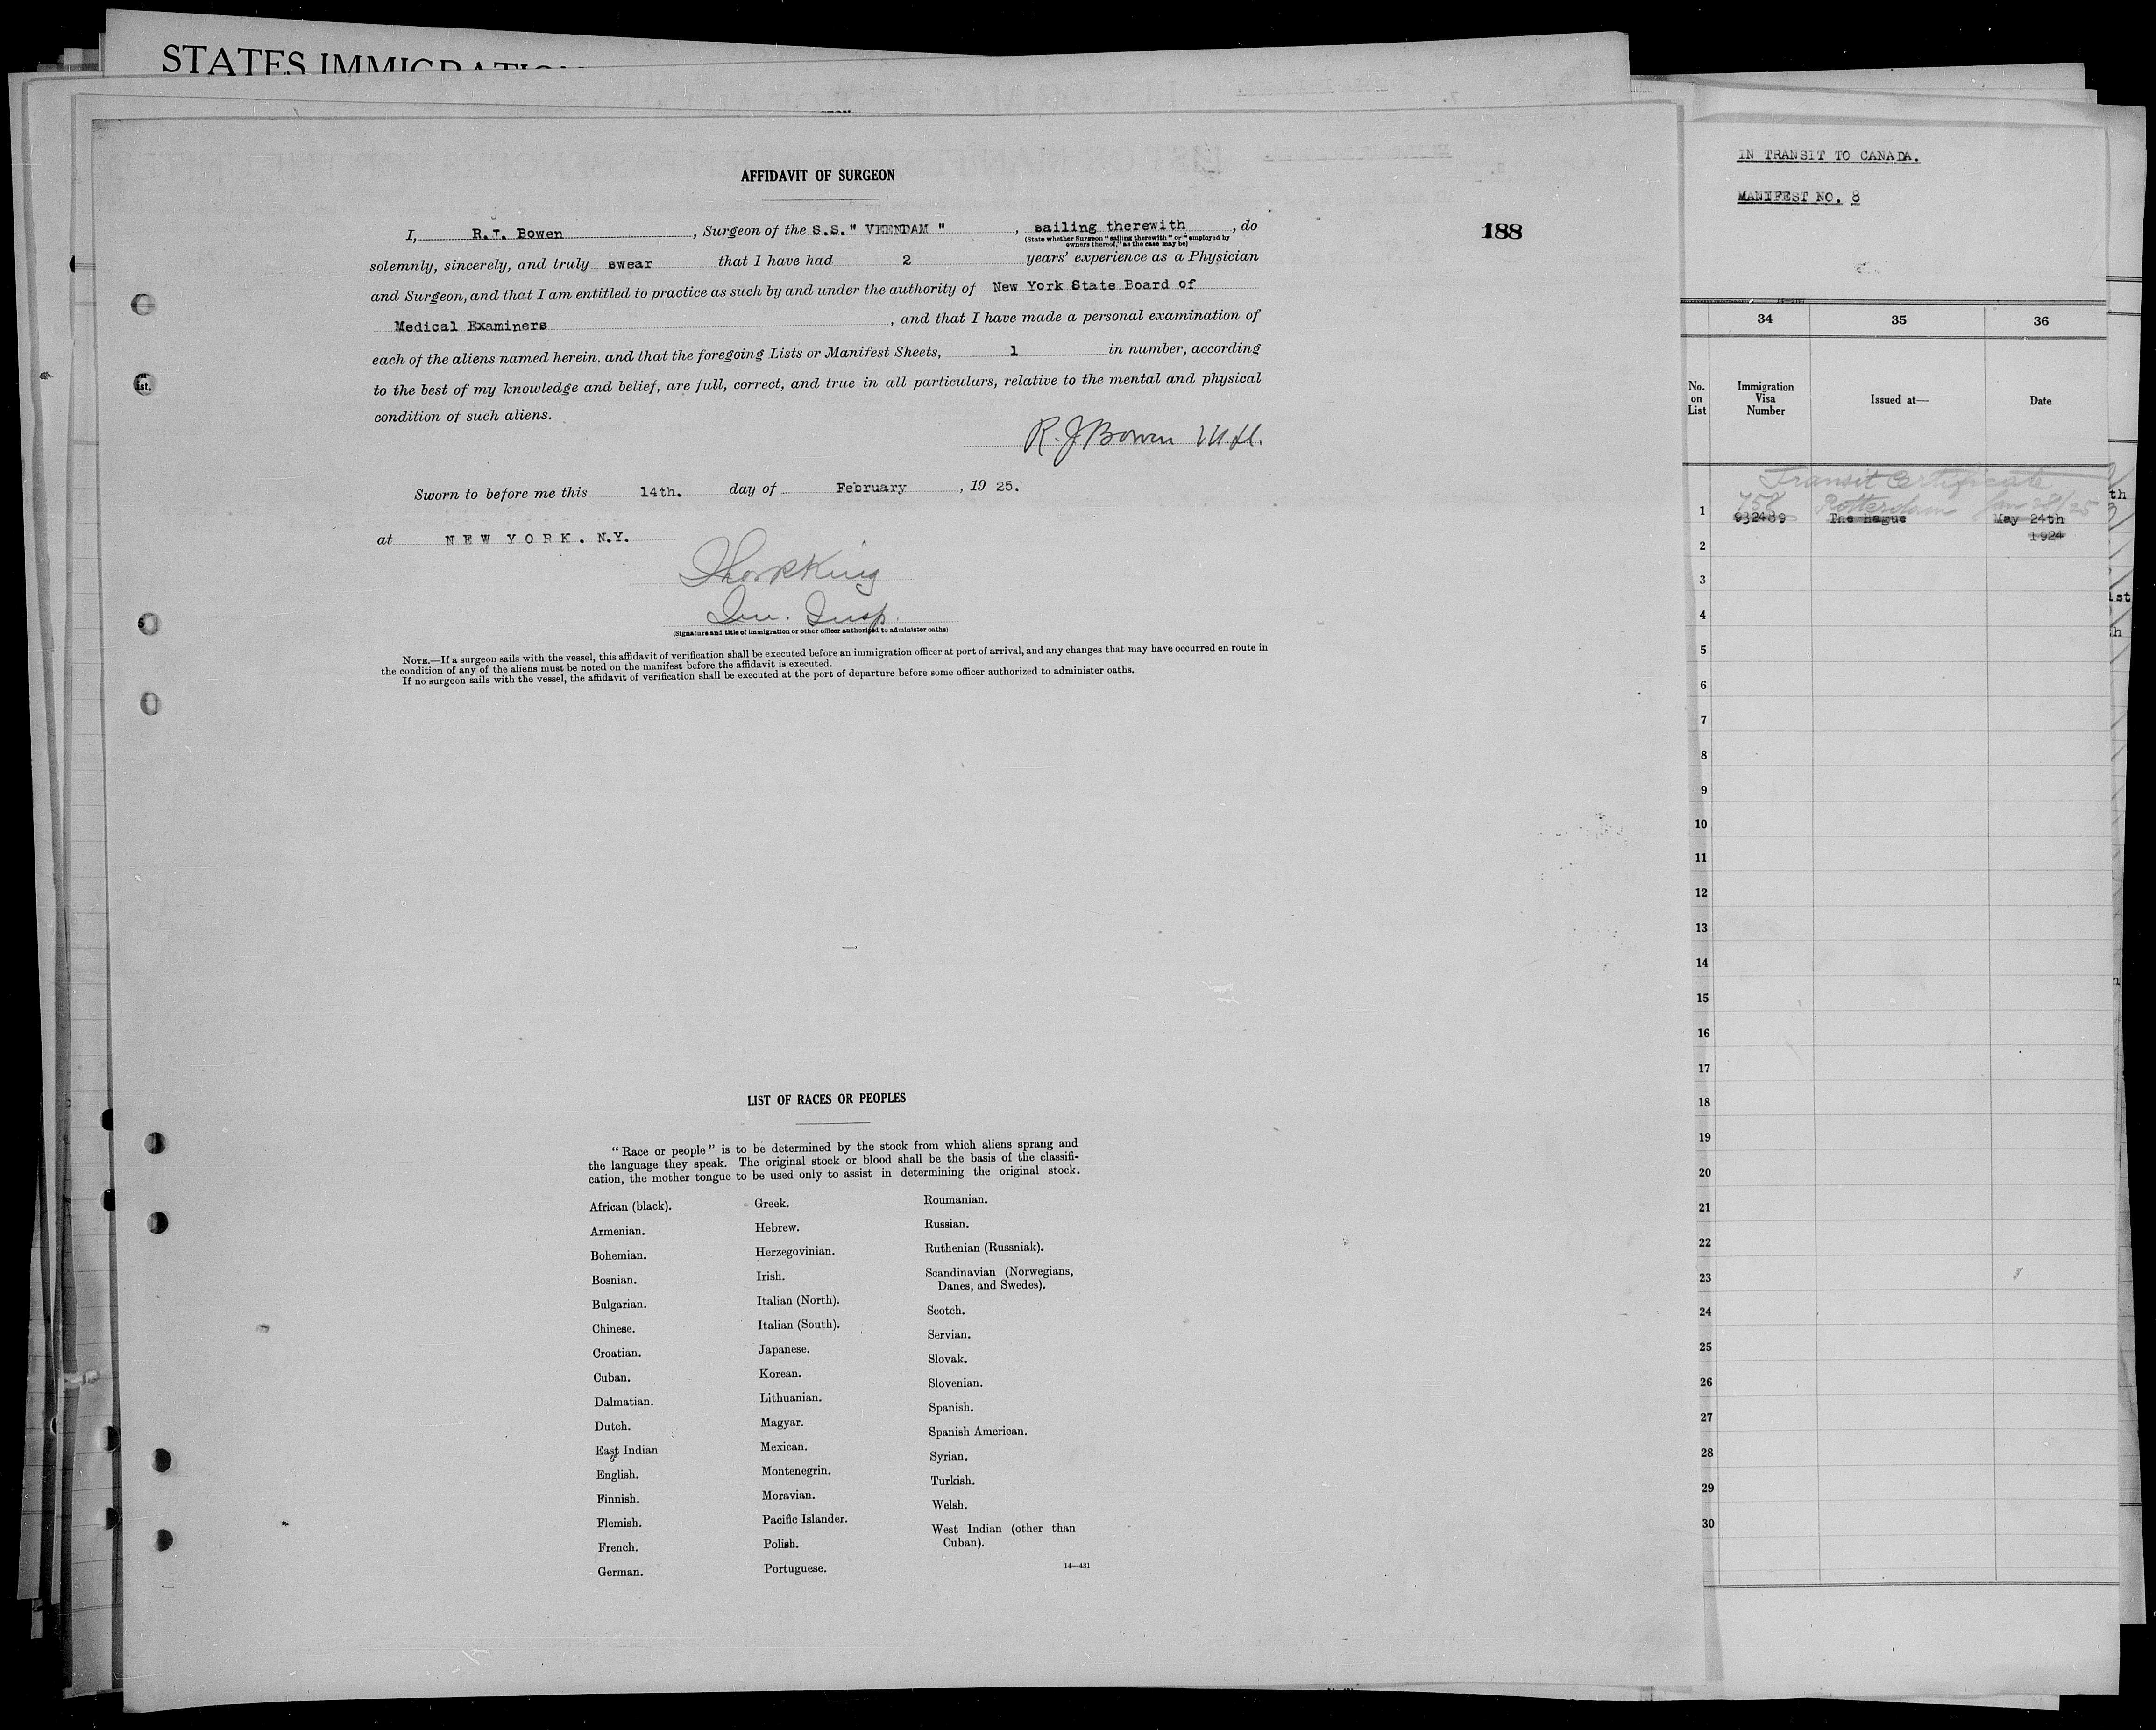 STATES IMMIGRATION
AFFIDAVIT OF SURGEON
I, R.J. Bowen, Surgeon of the S.S. " VEENDAM ", sailing therewith, do
(State whether Surgeon "sailing therewith" or "employed by
owners thereof," as the case may be)
188
solemnly, sincerely, and truly swear that I have had 2 years' experience as a Physician
and Surgeon, and that I am entitled to practice as such by and under the authority of New York State Board of
Medical Examiners, and that I have made a personal examination of
each of the aliens named herein, and that the foregoing Lists or Manifest Sheets, 1 in number, according
to the best of my knowledge and belief, are full, correct, and true in all particulars, relative to the mental and physical
condition of such aliens.
R. J Bowen M.D.
Sworn to before me this 14th. day of February, 19 25.
at NEW YORK. N.Y.
King
Imm. Insp.
(Signature and title of immigration or other officer authorized to administer oaths)
NOTE.—If a surgeon sails with the vessel, this affidavit of verification shall be executed before an immigration officer at port of arrival, and any changes that may have occurred en route in
the condition of any of the aliens must be noted on the manifest before the affidavit is executed.
If no surgeon sails with the vessel, the affidavit of verification shall be executed at the port of departure before some officer authorized to administer oaths.
LIST OF RACES OR PEOPLES
"Race or people" is to be determined by the stock from which aliens sprang and
the language they speak. The original stock or blood shall be the basis of the classifi-
cation, the mother tongue to be used only to assist in determining the original stock.
African (black).
Armenian.
Bohemian.
Bosnian.
Bulgarian.
Chinese.
Croatian.
Cuban.
Dalmatian.
Dutch.
East Indian
English.
Finnish.
Flemish.
French.
German.
Greek.
Hebrew.
Herzegovinian.
Irish.
Italian (North).
Italian (South).
Japanese.
Korean.
Lithuanian.
Magyar.
Mexican.
Montenegrin.
Moravian.
Pacific Islander.
Polish.
Portuguese.
Roumanian.
Russian.
Ruthenian (Russniak).
Scandinavian (Norwegians,
Danes, and Swedes).
Scotch.
Servian.
Slovak.
Slovenian.
Spanish.
Spanish American.
Syrian.
Turkish.
Welsh.
West Indian (other than
Cuban).
14—431
IN TRANSIT TO CANADA.
MANIFEST NO. 8
34 35 36
No.
on
List
Immigration
Visa
Number
Issued at—
Date
Transit Certificate
758 Rotterdam Jan 28/25
1 932489 The Hague May 24th
1924
2
3
4
5
6
7
8
9
10
11
12
13
14
15
16
17
18
19
20
21
22
23
24
25
26
27
28
29
30